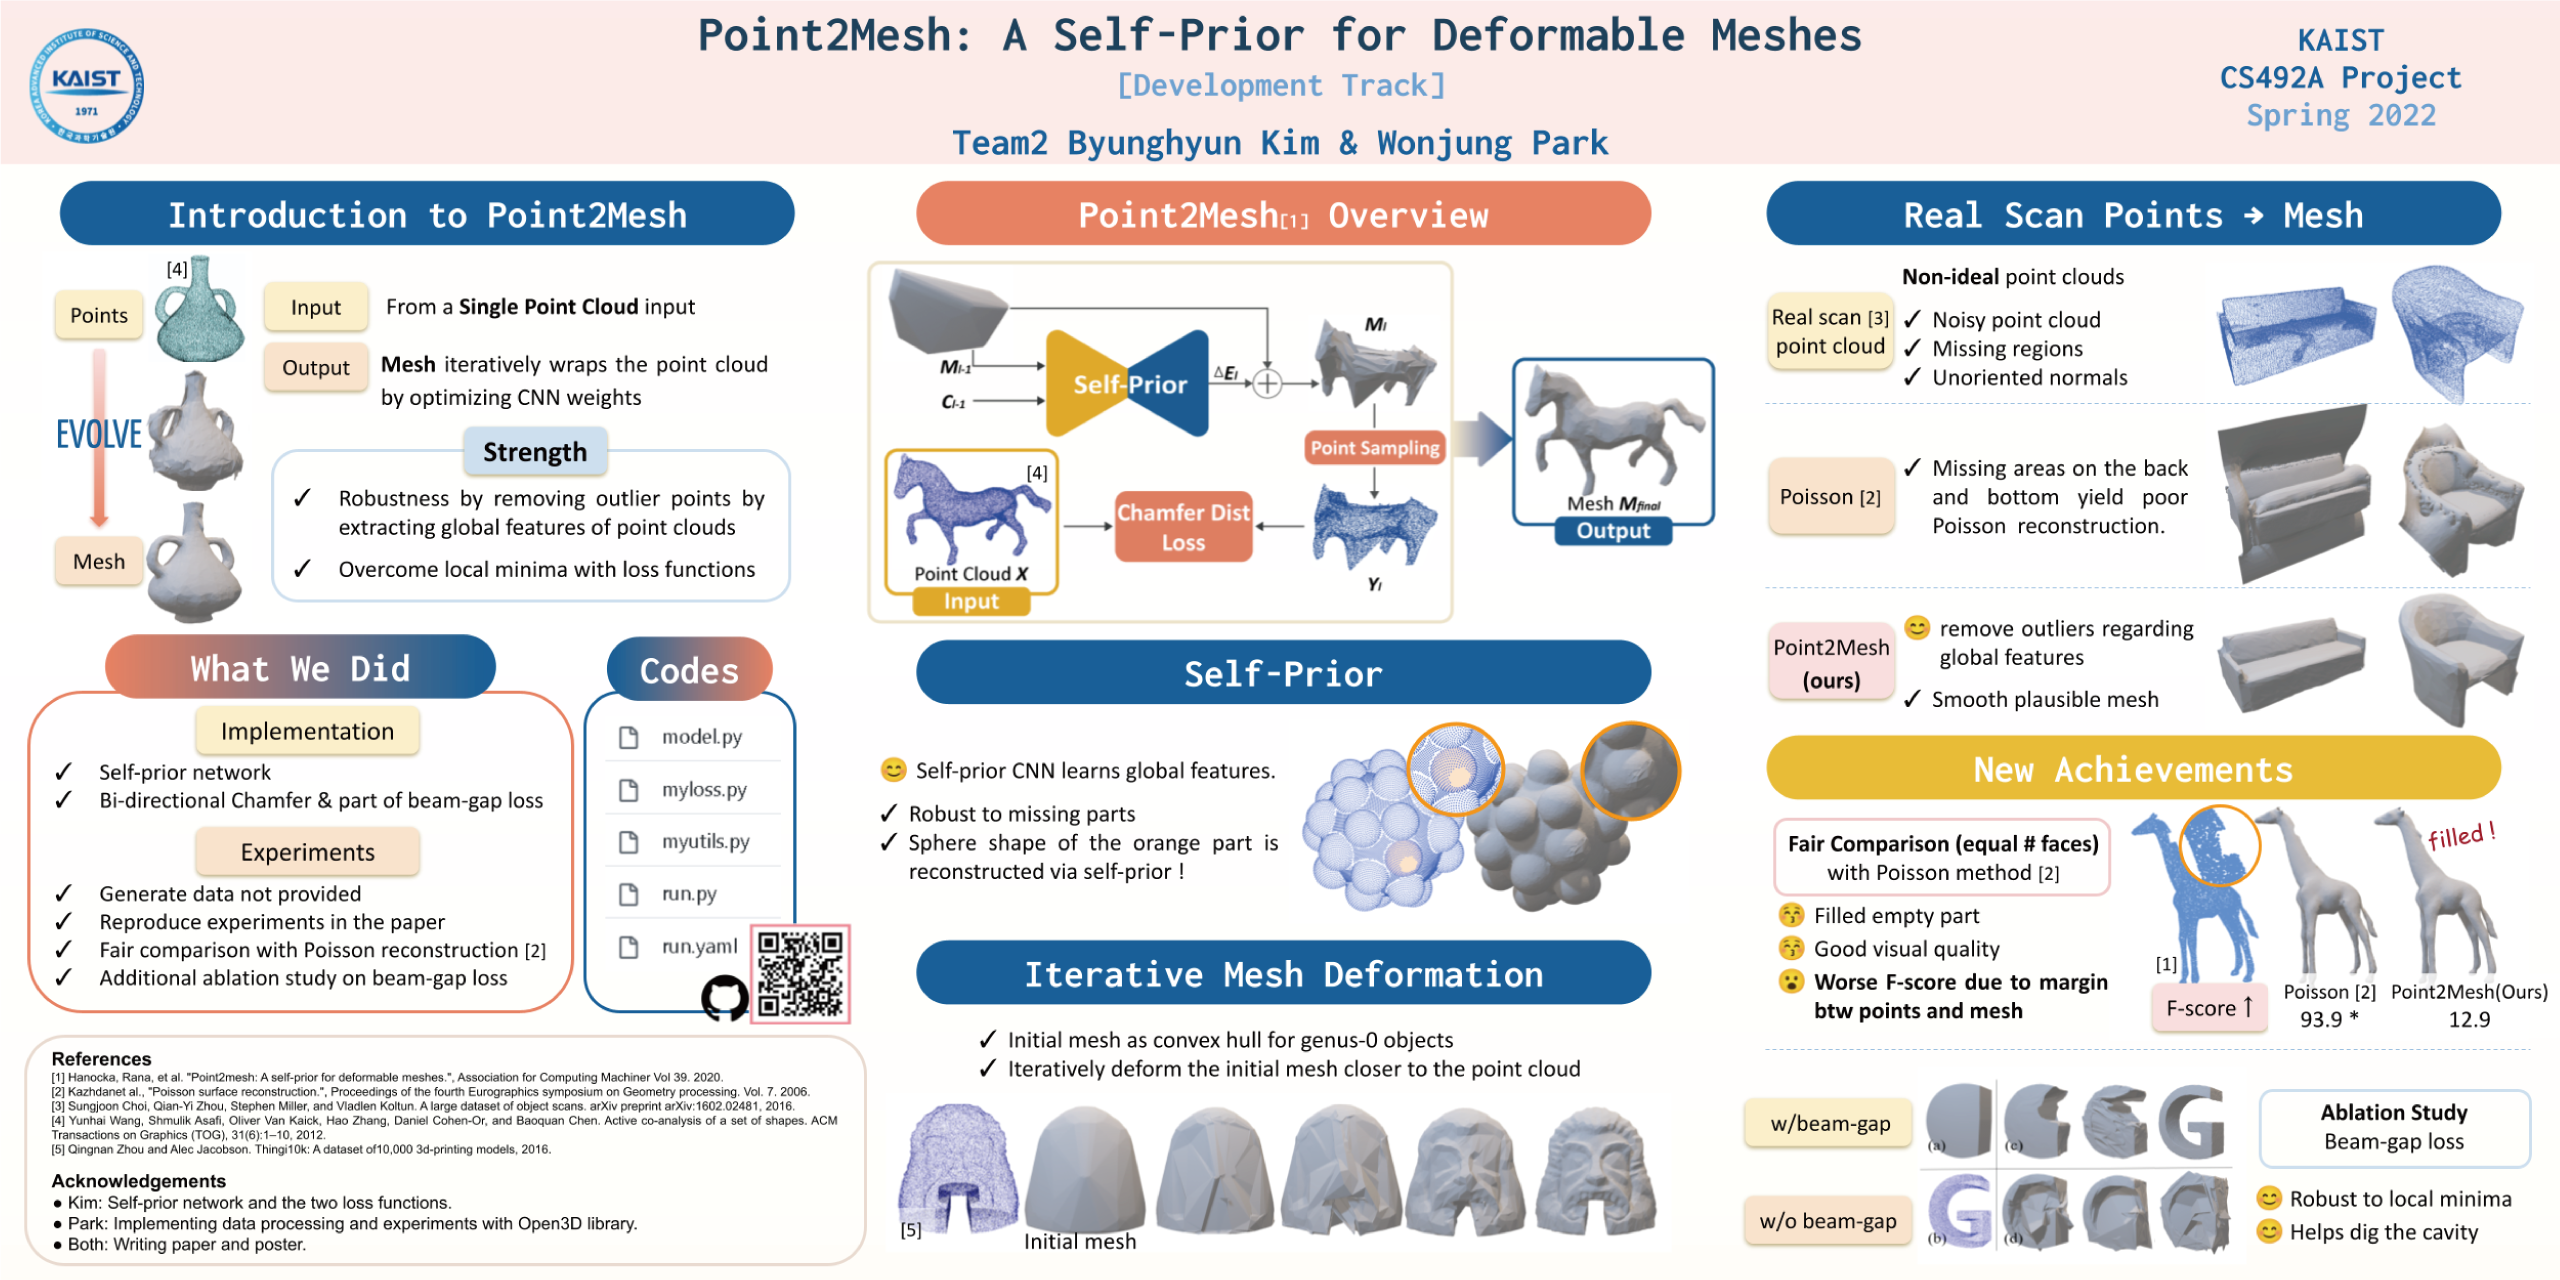 Point2Mesh: A Self-Prior for Deformable Meshes
[Development Track]
Team2 Byunghyun Kim & Wonjung Park
KAIST
CS492A Project
Spring 2022
KAIST
1971
Introduction to Point2Mesh
[4]
Points
EVOLVE
Mesh
Input
From a Single Point Cloud input
Output
Mesh iteratively wraps the point cloud
by optimizing CNN weights
Strength
✓ Robustness by removing outlier points by
extracting global features of point clouds
✓ Overcome local minima with loss functions
What We Did
Implementation
✓ Self-prior network
✓ Bi-directional Chamfer & part of beam-gap loss
Experiments
✓ Generate data not provided
✓ Reproduce experiments in the paper
✓ Fair comparison with Poisson reconstruction [2]
✓ Additional ablation study on beam-gap loss
Codes
model.py
myloss.py
myutils.py
run.py
run.yaml
References
[1] Hanocka, Rana, et al. "Point2mesh: A self-prior for deformable meshes.", Association for Computing Machiner Vol 39. 2020.
[2] Kazhdanet al., "Poisson surface reconstruction.", Proceedings of the fourth Eurographics symposium on Geometry processing. Vol. 7. 2006.
[3] Sungjoon Choi, Qian-Yi Zhou, Stephen Miller, and Vladlen Koltun. A large dataset of object scans. arXiv preprint arXiv:1602.02481, 2016.
[4] Yunhai Wang, Shmulik Asafi, Oliver Van Kaick, Hao Zhang, Daniel Cohen-Or, and Baoquan Chen. Active co-analysis of a set of shapes. ACM
Transactions on Graphics (TOG), 31(6):1–10, 2012.
[5] Qingnan Zhou and Alec Jacobson. Thingi10k: A dataset of10,000 3d-printing models, 2016.
Acknowledgements
● Kim: Self-prior network and the two loss functions.
● Park: Implementing data processing and experiments with Open3D library.
● Both: Writing paper and poster.
Point2Mesh[1] Overview
Ml-1
Cl-1
Self-Prior
ΔEl
Ml
Point Sampling
Yl
Chamfer Dist
Loss
[4]
Point Cloud X
Input
Mesh Mfinal
Output
Self-Prior
😊 Self-prior CNN learns global features.
✓ Robust to missing parts
✓ Sphere shape of the orange part is
reconstructed via self-prior !
Iterative Mesh Deformation
✓ Initial mesh as convex hull for genus-0 objects
✓ Iteratively deform the initial mesh closer to the point cloud
[5]
Initial mesh
Real Scan Points → Mesh
Real scan [3]
point cloud
Non-ideal point clouds
✓ Noisy point cloud
✓ Missing regions
✓ Unoriented normals
Poisson [2]
✓ Missing areas on the back
and bottom yield poor
Poisson reconstruction.
Point2Mesh
(ours)
😊 remove outliers regarding
global features
✓ Smooth plausible mesh
New Achievements
Fair Comparison (equal # faces)
with Poisson method [2]
😚 Filled empty part
😚 Good visual quality
😮 Worse F-score due to margin
btw points and mesh
filled !
[1]
F-score ↑
Poisson [2]
93.9 *
Point2Mesh(Ours)
12.9
w/beam-gap
w/o beam-gap
(a)
(c)
(b)
(d)
Ablation Study
Beam-gap loss
😊 Robust to local minima
😊 Helps dig the cavity